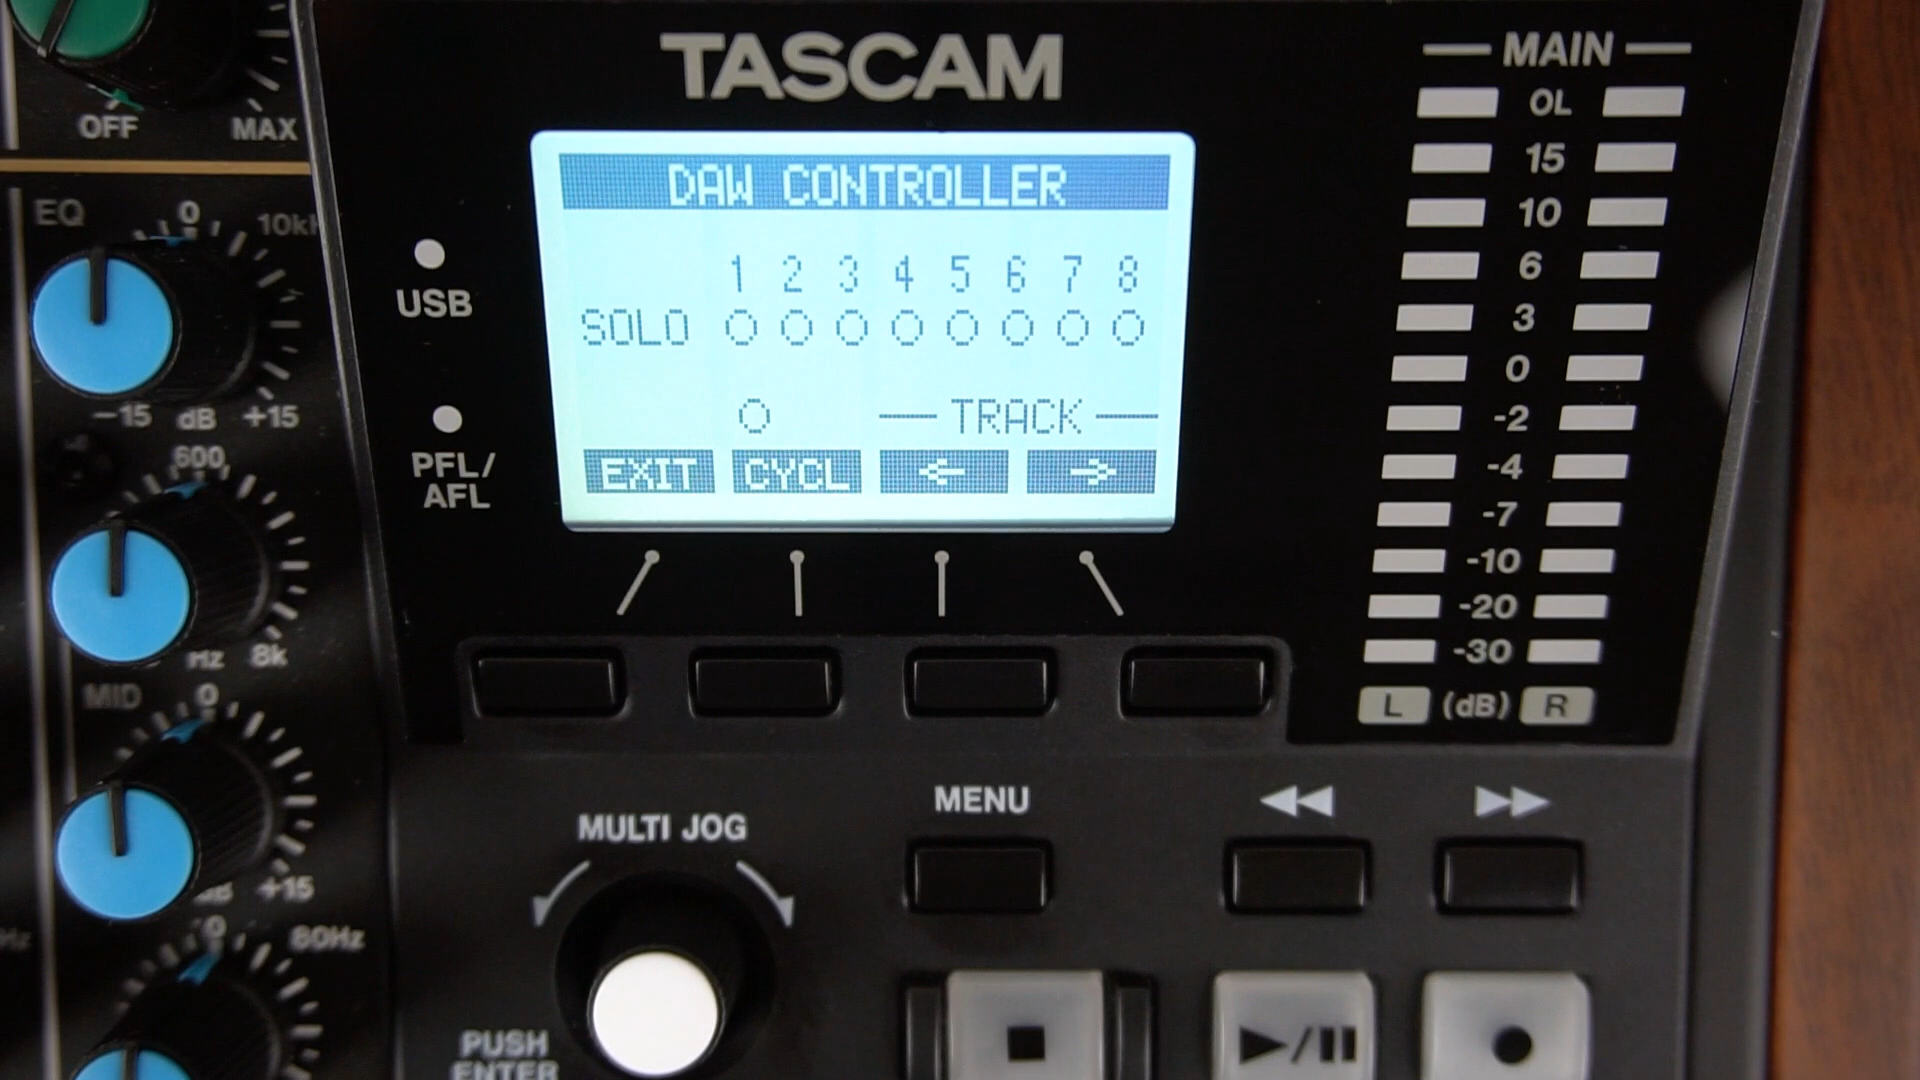 TASCAM
MAIN
OFF MAX
DAW CONTROLLER
EQ 0
1 2 3 4 5 6 7 8
SOLO
USB
-15 dB +15
TRACK
EXIT CYCL
PFL/
AFL
600
Hz 8k
MID 0
+15
0 80Hz
OL
15
10
6
3
0
-2
-4
-7
-10
-20
-30
L (dB) R
MULTI JOG
MENU
PUSH
ENTER